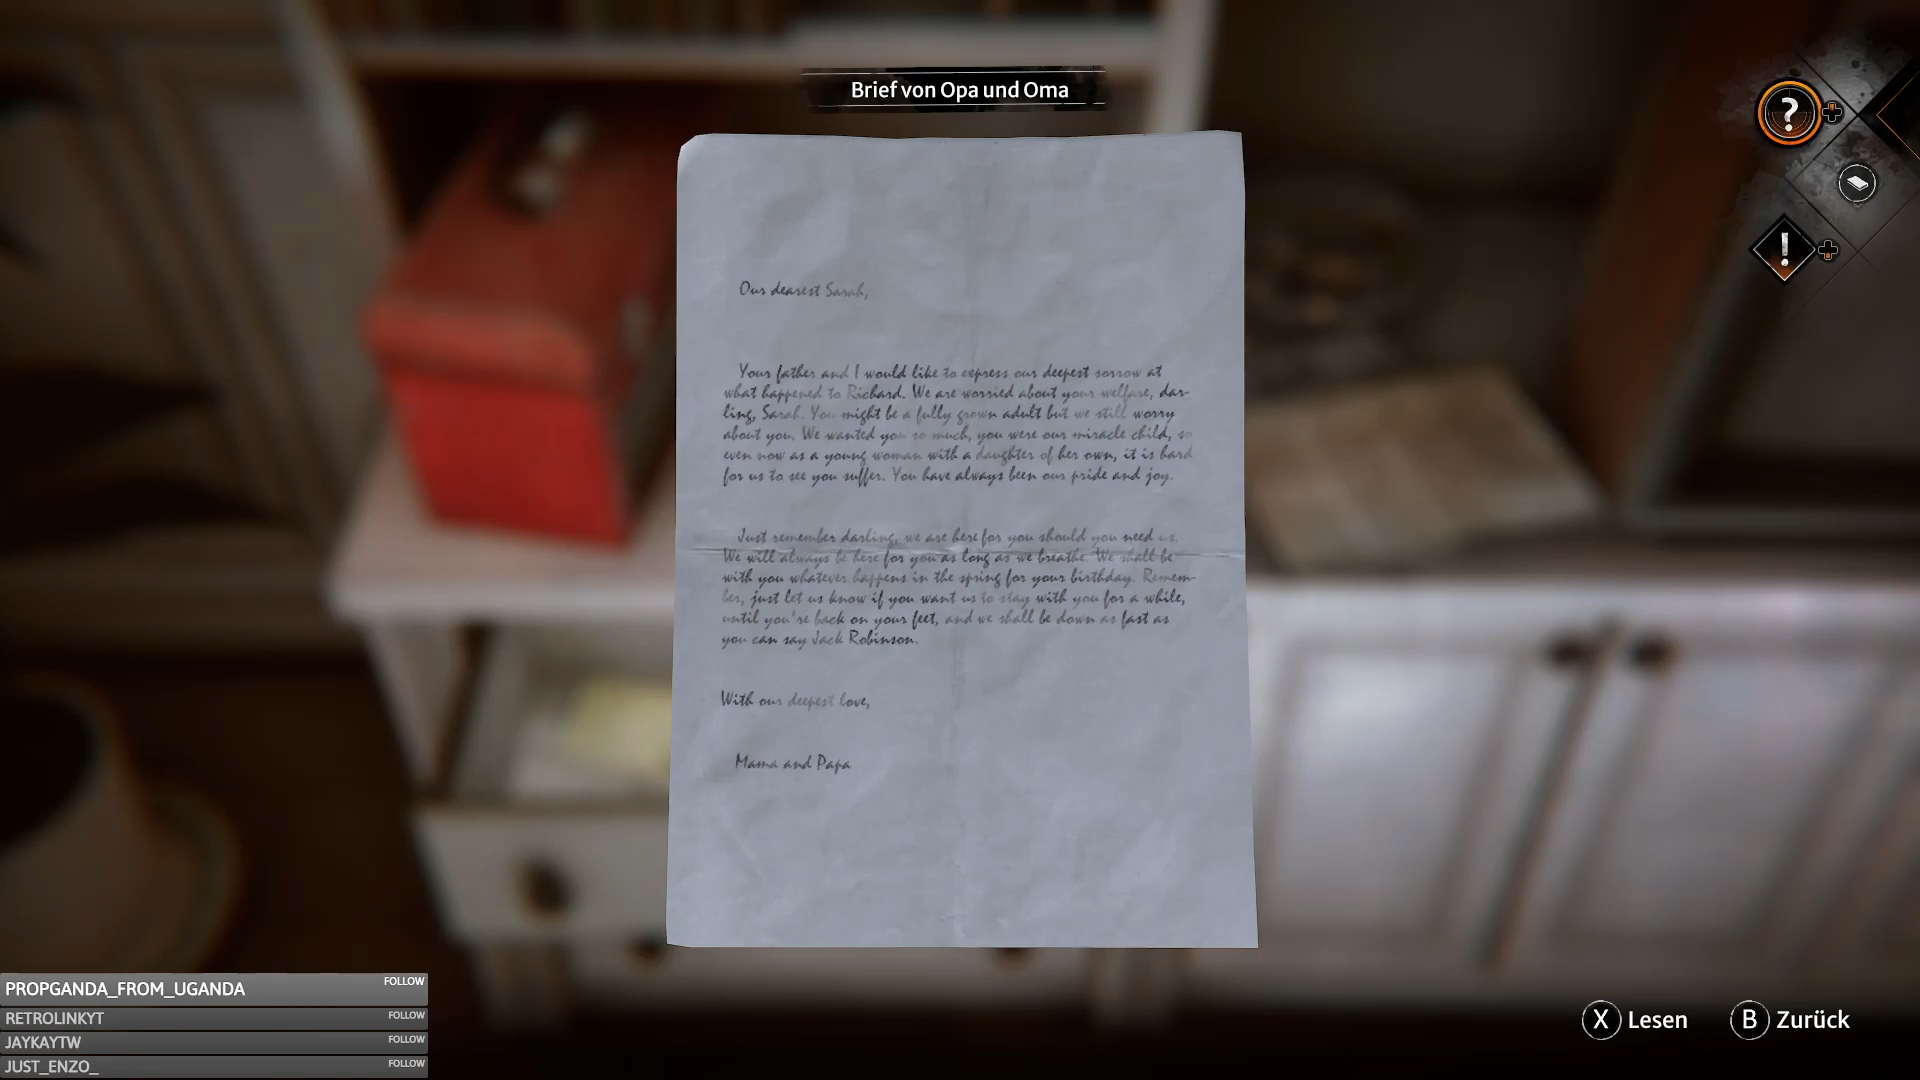 Brief von Opa und Oma
Our dearest Sarah,
Your father and I would like to express our deepest sorrow at
what happened to Richard. We are worried about your welfare, dar-
ling, Sarah. You might be a fully grown adult but we still worry
about you. We wanted you so much, you were our miracle child, so
even now as a young woman with a daughter of her own, it is hard
for us to see you suffer. You have always been our pride and joy.
Just remember darling, we are here for you should you need us.
We will always be here for you as long as we breathe. We shall be
with you whatever happens in the spring for your birthday. Remem-
ber, just let us know if you want us to stay with you for a while,
until you're back on your feet, and we shall be down as fast as
you can say Jack Robinson.
With our deepest love,
Mama and Papa
PROPGANDA_FROM_UGANDA FOLLOW
RETROLINKYT FOLLOW
JAYKAYTW FOLLOW
JUST_ENZO_ FOLLOW
X Lesen B Zurück